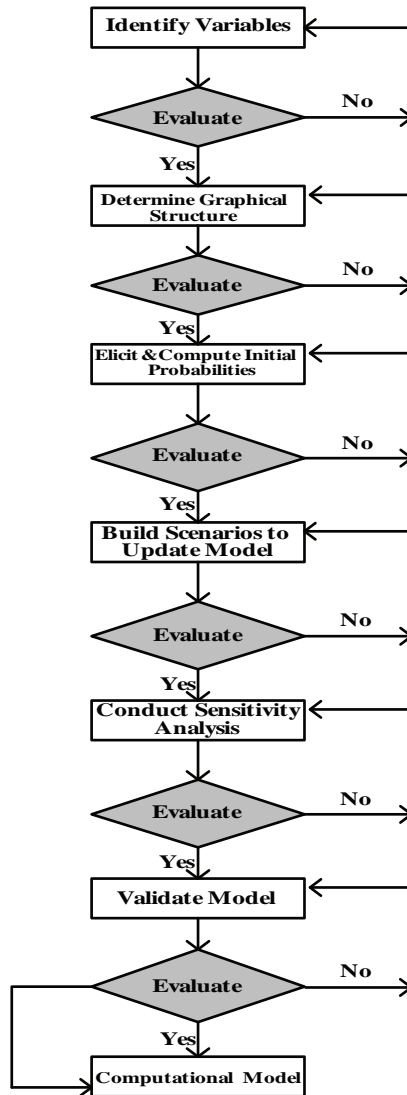 Identify Variables
Evaluate
No
Yes
Determine Graphical
Structure
Evaluate
No
Yes
Elicit & Compute Initial
Probabilities
Evaluate
No
Yes
Build Scenarios to
Update Model
Evaluate
No
Yes
Conduct Sensitivity
Analysis
Evaluate
No
Yes
Validate Model
Evaluate
No
Yes
Computational Model